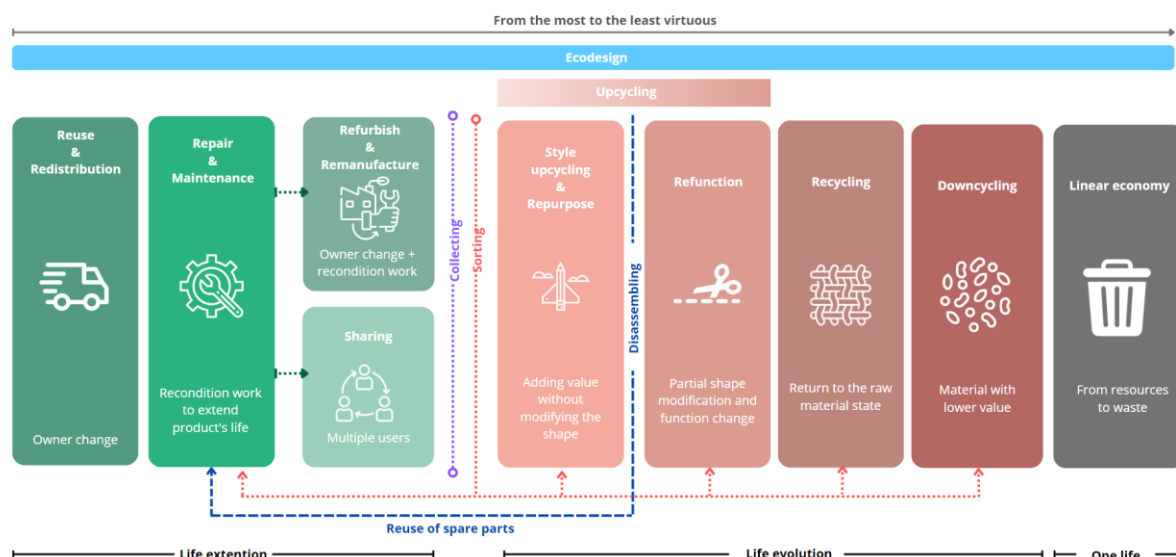 From the most to the least virtuous
Ecodesign
Upcycling
Reuse
&
Redistribution
Owner change
Repair
&
Maintenance
Recondition work
to extend
product's life
Refurbish
&
Remanufacture
Owner change +
recondition work
Sharing
Multiple users
Collecting
Sorting
Style
upcycling
&
Repurpose
Adding value
without
modifying the
shape
Disassembling
Refunction
Partial shape
modification and
function change
Recycling
Return to the raw
material state
Downcycling
Material with
lower value
Linear economy
From resources
to waste
Reuse of spare parts
Life extention
Life evolution
One life